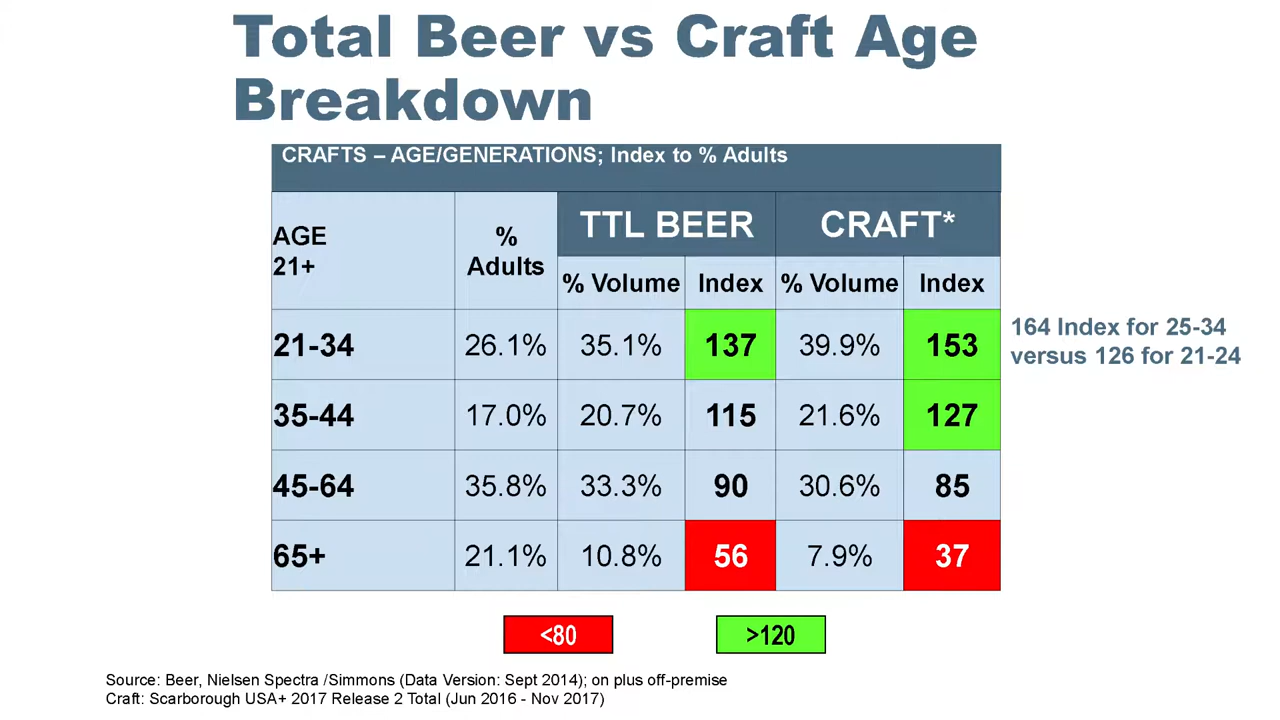 Total Beer vs Craft Age
Breakdown
CRAFTS – AGE/GENERATIONS; Index to % Adults
AGE
21+
%
Adults
TTL BEER
CRAFT*
% Volume
Index
% Volume
Index
21-34
26.1%
35.1%
137
39.9%
153
164 Index for 25-34
versus 126 for 21-24
35-44
17.0%
20.7%
115
21.6%
127
45-64
35.8%
33.3%
90
30.6%
85
65+
21.1%
10.8%
56
7.9%
37
<80
>120
Source: Beer, Nielsen Spectra /Simmons (Data Version: Sept 2014); on plus off-premise
Craft: Scarborough USA+ 2017 Release 2 Total (Jun 2016 - Nov 2017)